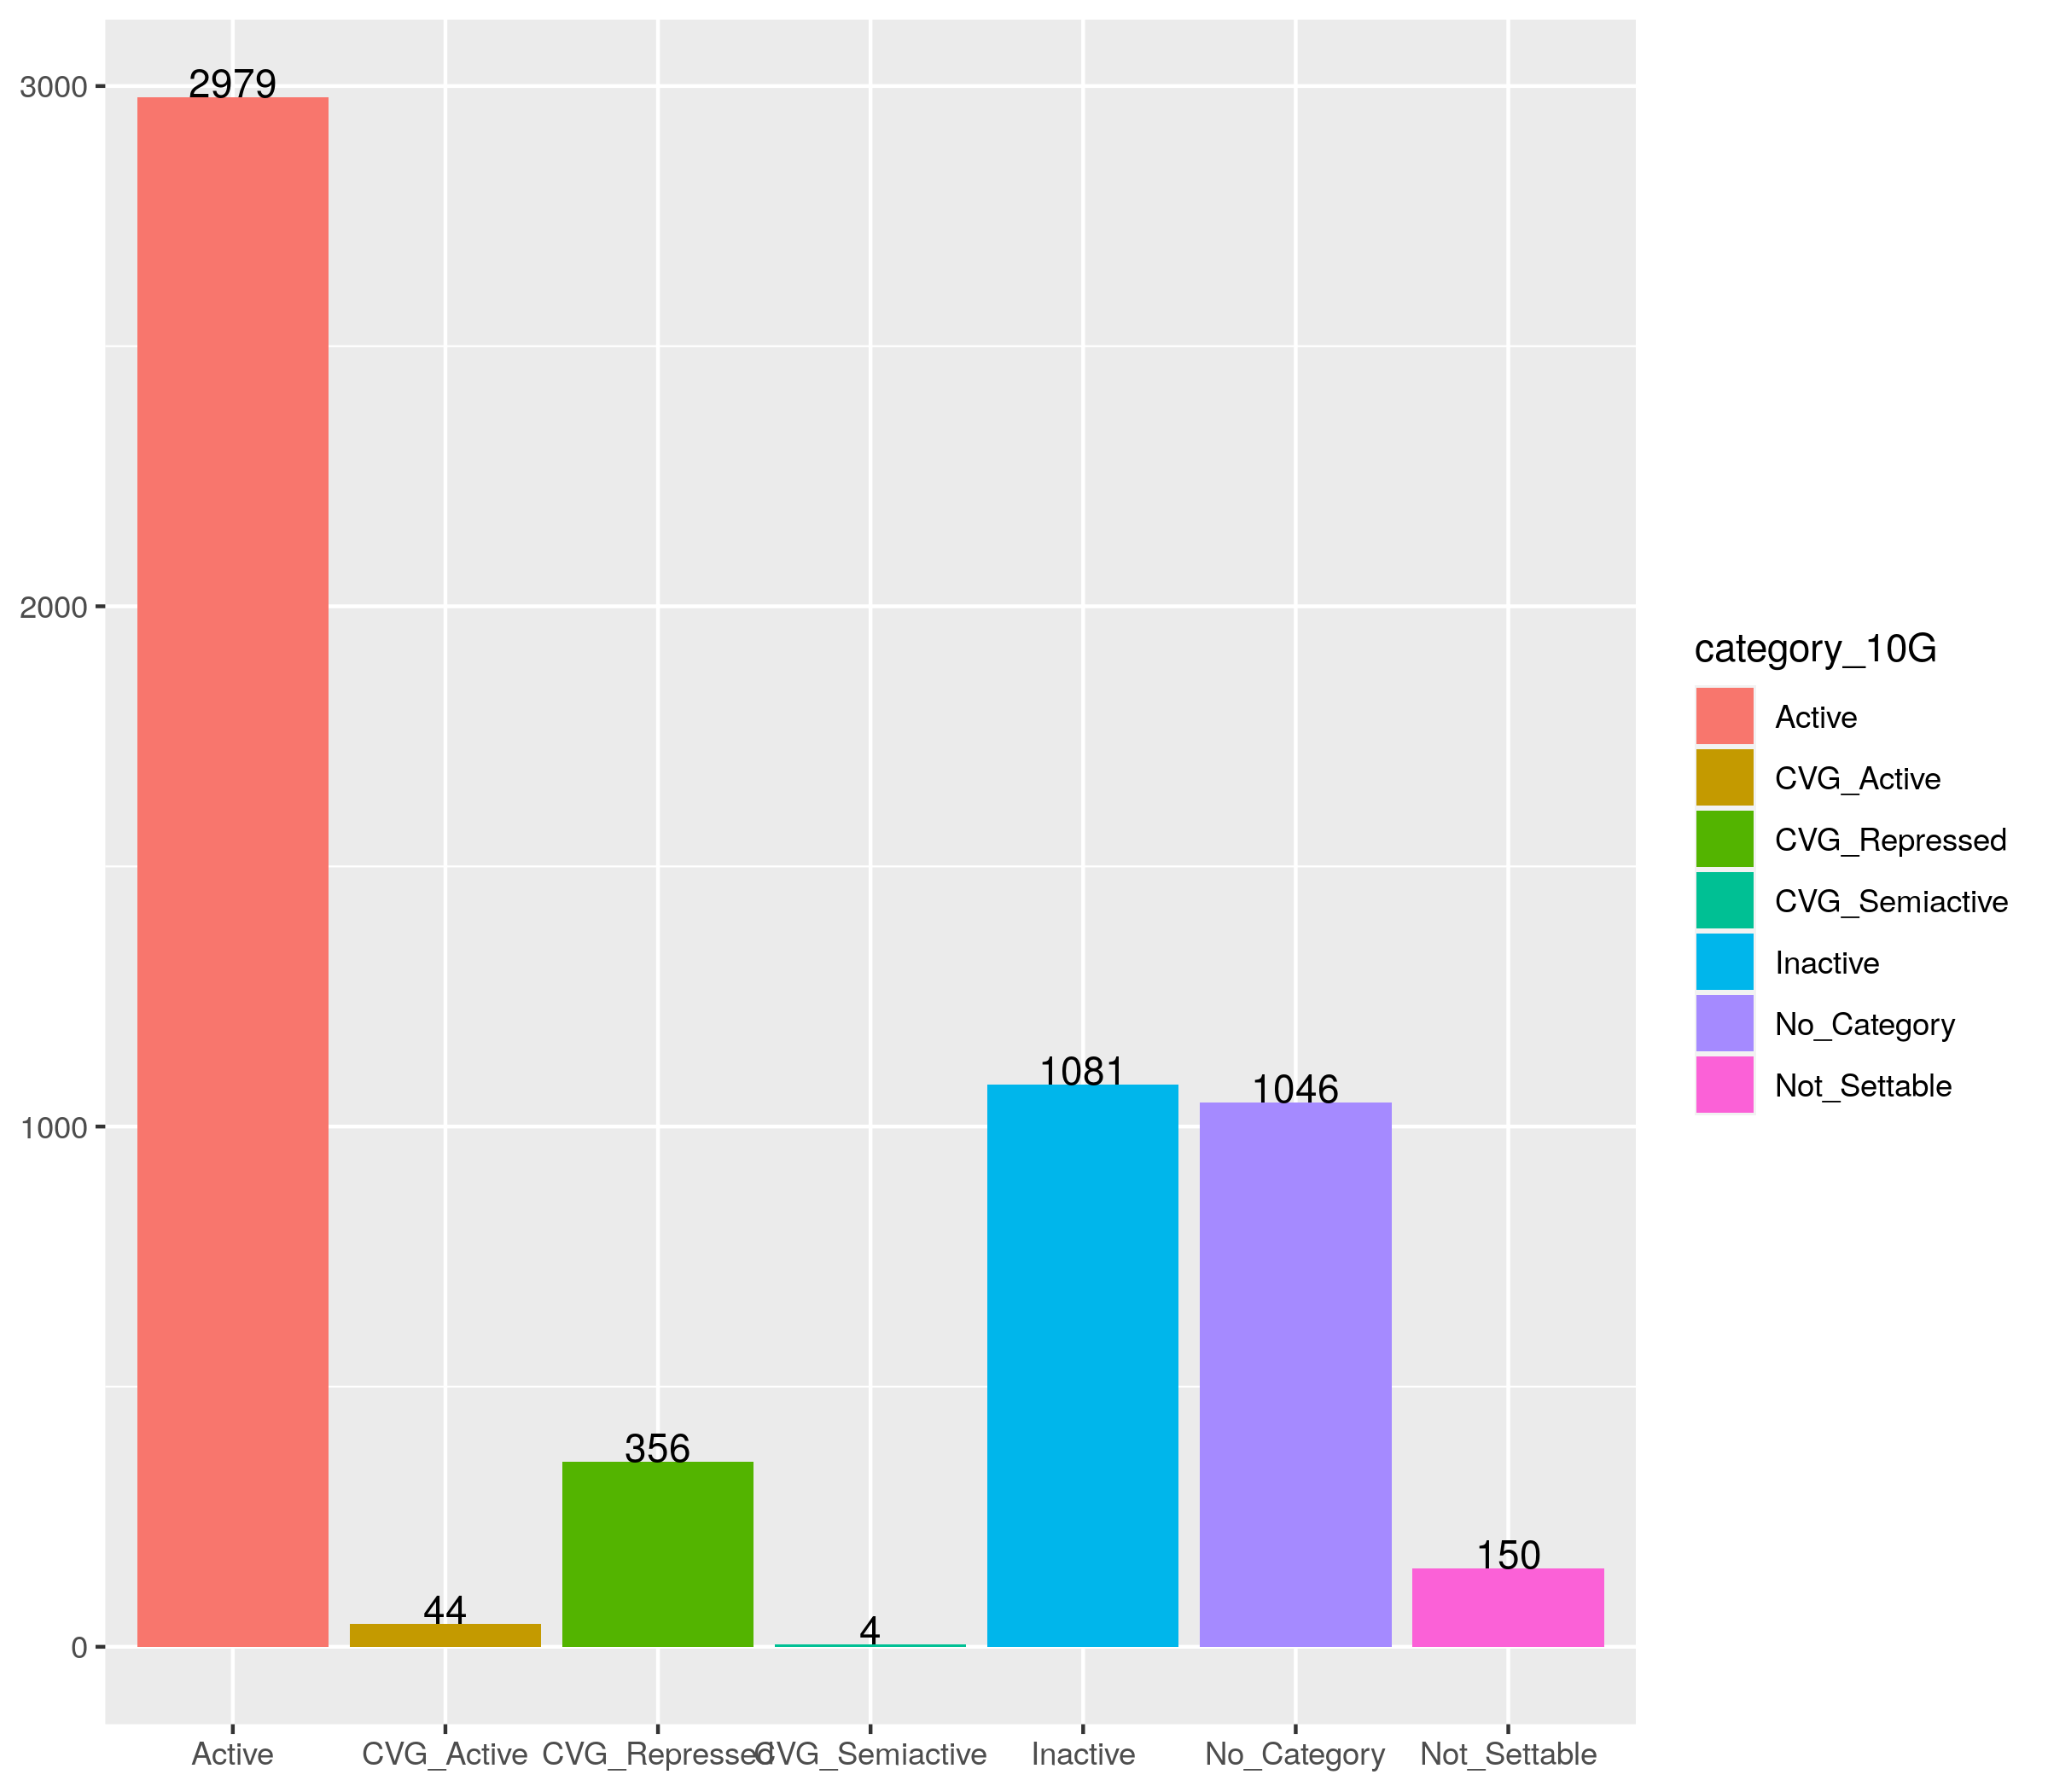 2979
3000
2000
1000
0
1081
1046
356
150
44
4
Active CVG_Active CVG_Repressed CVG_Semiactive Inactive No_Category Not_Settable
category_10G
Active
CVG_Active
CVG_Repressed
CVG_Semiactive
Inactive
No_Category
Not_Settable